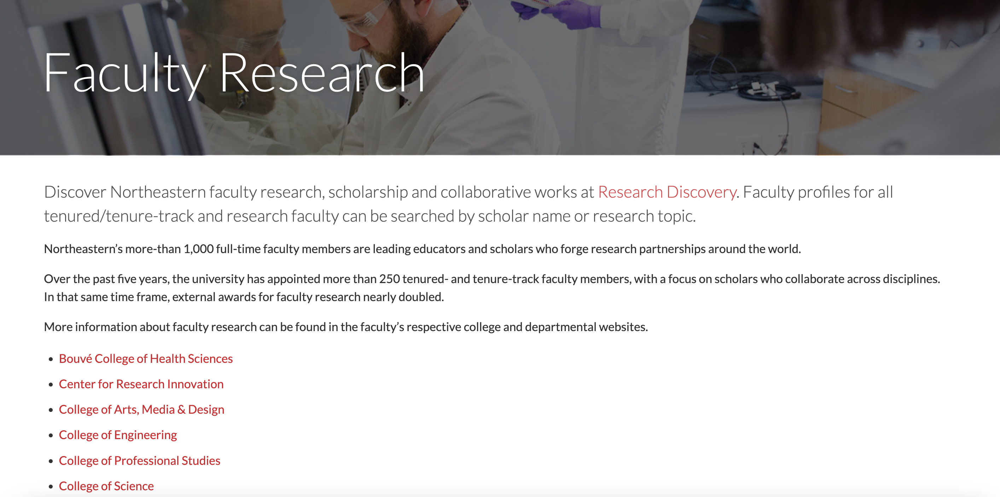 Faculty Research
Discover Northeastern faculty research, scholarship and collaborative works at Research Discovery. Faculty profiles for all
tenured/tenure-track and research faculty can be searched by scholar name or research topic.
Northeastern’s more-than 1,000 full-time faculty members are leading educators and scholars who forge research partnerships around the world.
Over the past five years, the university has appointed more than 250 tenured- and tenure-track faculty members, with a focus on scholars who collaborate across disciplines.
In that same time frame, external awards for faculty research nearly doubled.
More information about faculty research can be found in the faculty’s respective college and departmental websites.
• Bouvé College of Health Sciences
• Center for Research Innovation
• College of Arts, Media & Design
• College of Engineering
• College of Professional Studies
• College of Science